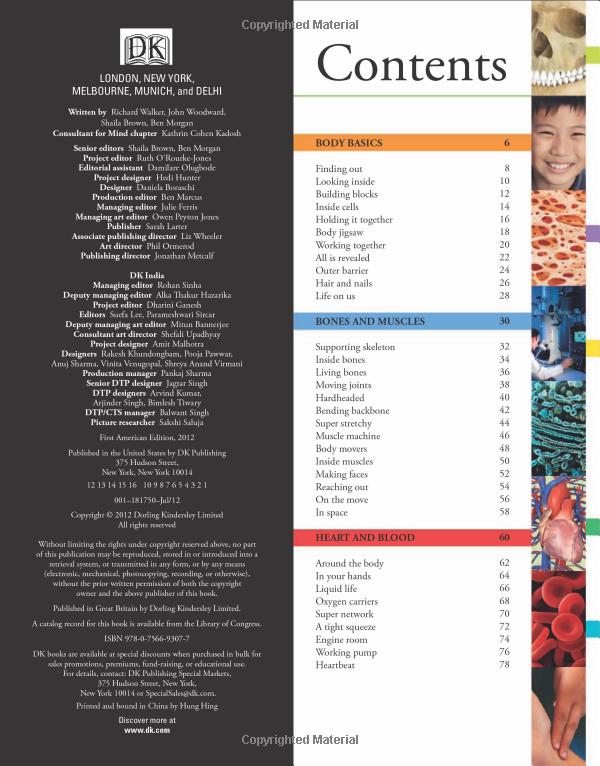 Copyrighted Material
DK
LONDON, NEW YORK,
MELBOURNE, MUNICH, and DELHI
Written by Richard Walker, John Woodward,
Shaila Brown, Ben Morgan
Consultant for Mind chapter Kathrin Cohen Kadosh
Senior editors Shaila Brown, Ben Morgan
Project editor Ruth O'Rourke-Jones
Editorial assistant Damilare Olugbode
Project designer Hedi Hunter
Designer Daniela Boraschi
Production editor Ben Marcus
Managing editor Julie Ferris
Managing art editor Owen Peyton Jones
Publisher Sarah Larter
Associate publishing director Liz Wheeler
Art director Phil Ormerod
Publishing director Jonathan Metcalf
DK India
Managing editor Rohan Sinha
Deputy managing editor Alka Thakur Hazarika
Project editor Dharini Ganesh
Editors Suefa Lee, Parameshwari Sircar
Deputy managing art editor Mitun Bannerjee
Consultant art director Shefali Upadhyay
Project designer Amit Malhotra
Designers Rakesh Khundongbam, Pooja Pawwar,
Anuj Sharma, Vinita Venugopal, Shreya Anand Virmani
Production manager Pankaj Sharma
Senior DTP designer Jagtar Singh
DTP designers Arvind Kumar,
Arjinder Singh, Bimlesh Tiwary
DTP/CTS manager Balwant Singh
Picture researcher Sakshi Saluja
First American Edition, 2012
Published in the United States by DK Publishing
375 Hudson Street,
New York, New York 10014
12 13 14 15 16 10 9 8 7 6 5 4 3 2 1
001–181750–Jul/12
Copyright © 2012 Dorling Kindersley Limited
All rights reserved
Without limiting the rights under copyright reserved above, no part
of this publication may be reproduced, stored in or introduced into a
retrieval system, or transmitted in any form, or by any means
(electronic, mechanical, photocopying, recording, or otherwise),
without the prior written permission of both the copyright
owner and the above publisher of this book.
Published in Great Britain by Dorling Kindersley Limited.
A catalog record for this book is available from the Library of Congress.
ISBN 978-0-7566-9307-7
DK books are available at special discounts when purchased in bulk for
sales promotions, premiums, fund-raising, or educational use.
For details, contact: DK Publishing Special Markets,
375 Hudson Street, New York,
New York 10014 or SpecialSales@dk.com.
Printed and bound in China by Hung Hing
Discover more at
www.dk.com
Contents
BODY BASICS 6
Finding out 8
Looking inside 10
Building blocks 12
Inside cells 14
Holding it together 16
Body jigsaw 18
Working together 20
All is revealed 22
Outer barrier 24
Hair and nails 26
Life on us 28
BONES AND MUSCLES 30
Supporting skeleton 32
Inside bones 34
Living bones 36
Moving joints 38
Hardheaded 40
Bending backbone 42
Super stretchy 44
Muscle machine 46
Body movers 48
Inside muscles 50
Making faces 52
Reaching out 54
On the move 56
In space 58
HEART AND BLOOD 60
Around the body 62
In your hands 64
Liquid life 66
Oxygen carriers 68
Super network 70
A tight squeeze 72
Engine room 74
Working pump 76
Heartbeat 78
Copyrighted Material